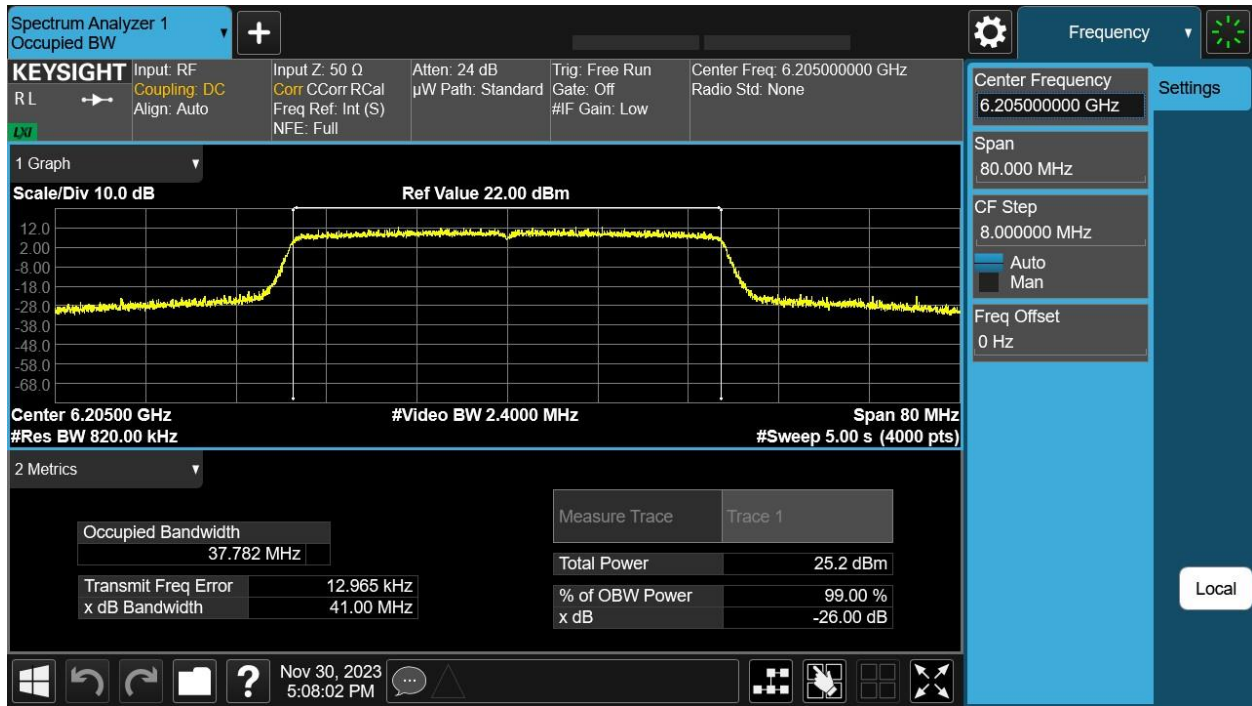 Spectrum Analyzer 1
Occupied BW
+
Frequency
KEYSIGHT
RL
LXI
Input: RF
Coupling: DC
Align: Auto
Input Z: 50 Ω
Corr CCorr RCal
Freq Ref: Int (S)
NFE: Full
Atten: 24 dB
µW Path: Standard
Trig: Free Run
Gate: Off
#IF Gain: Low
Center Freq: 6.205000000 GHz
Radio Std: None
Center Frequency
6.205000000 GHz
Settings
Span
80.000 MHz
CF Step
8.000000 MHz
Auto
Man
Freq Offset
0 Hz
1 Graph
Scale/Div 10.0 dB
Ref Value 22.00 dBm
12.0
2.00
-8.00
-18.0
-28.0
-38.0
-48.0
-58.0
-68.0
Center 6.20500 GHz
#Video BW 2.4000 MHz
Span 80 MHz
#Res BW 820.00 kHz
#Sweep 5.00 s (4000 pts)
2 Metrics
Occupied Bandwidth
37.782 MHz
Transmit Freq Error 12.965 kHz
x dB Bandwidth 41.00 MHz
Measure Trace Trace 1
Total Power 25.2 dBm
% of OBW Power 99.00 %
x dB -26.00 dB
Local
?
Nov 30, 2023
5:08:02 PM